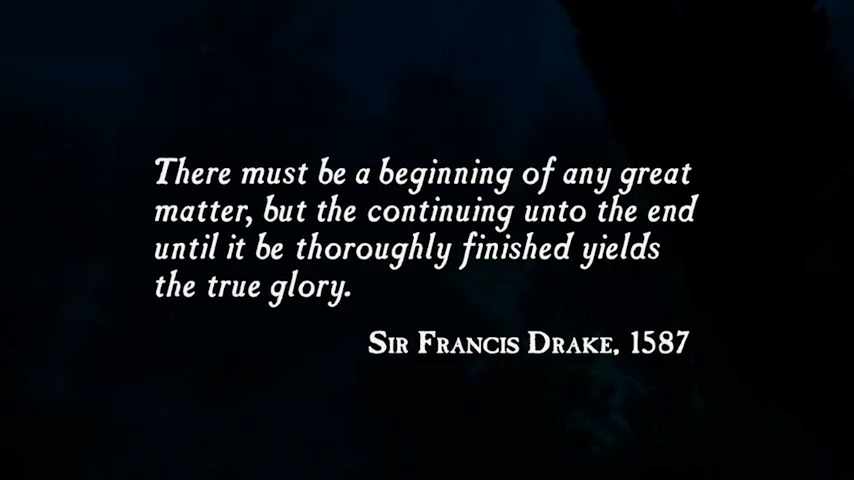 There must be a beginning of any great
matter, but the continuing unto the end
until it be thoroughly finished yields
the true glory.
Sir Francis Drake, 1587